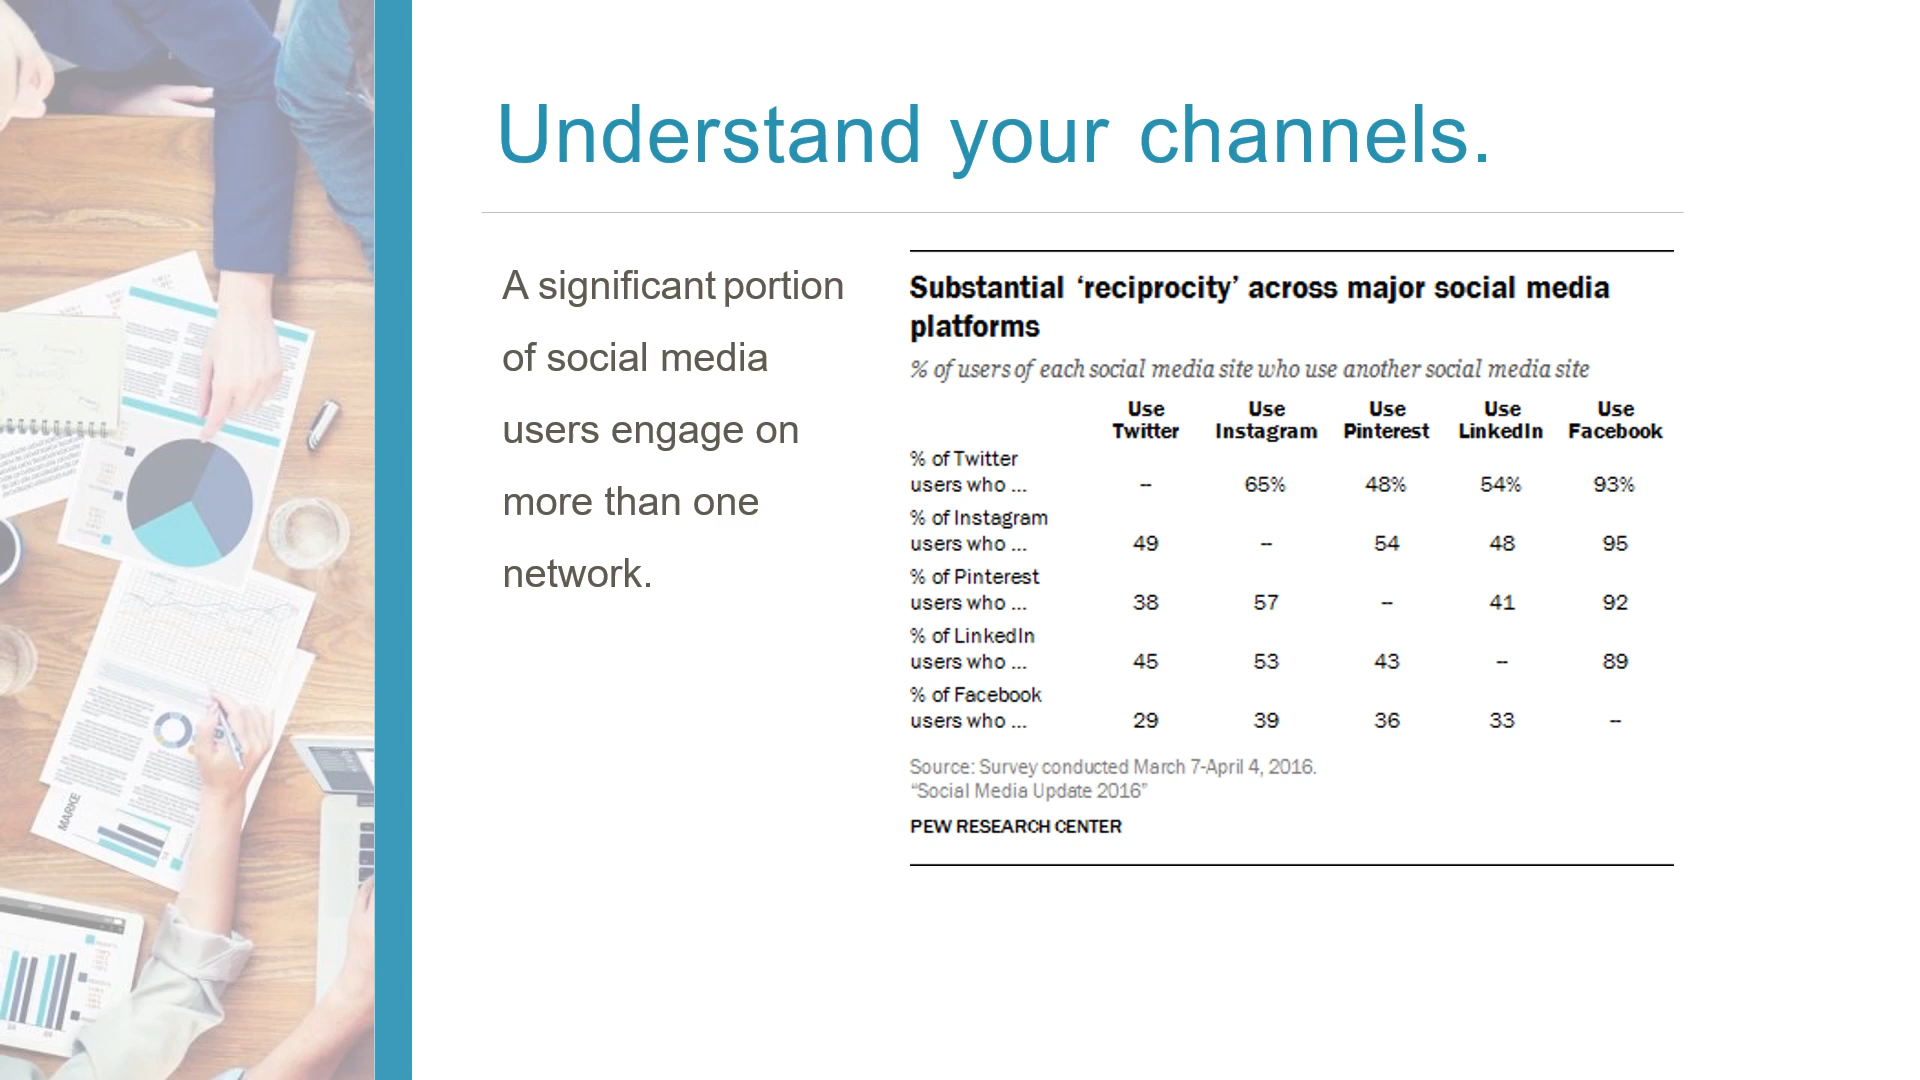 Understand your channels.
A significant portion
of social media
users engage on
more than one
network.
Substantial ‘reciprocity’ across major social media
platforms
% of users of each social media site who use another social media site
Use Twitter Use Instagram Use Pinterest Use LinkedIn Use Facebook
% of Twitter
users who ... -- 65% 48% 54% 93%
% of Instagram
users who ... 49 -- 54 48 95
% of Pinterest
users who ... 38 57 -- 41 92
% of LinkedIn
users who ... 45 53 43 -- 89
% of Facebook
users who ... 29 39 36 33 --
Source: Survey conducted March 7-April 4, 2016.
“Social Media Update 2016”
PEW RESEARCH CENTER
MARKE